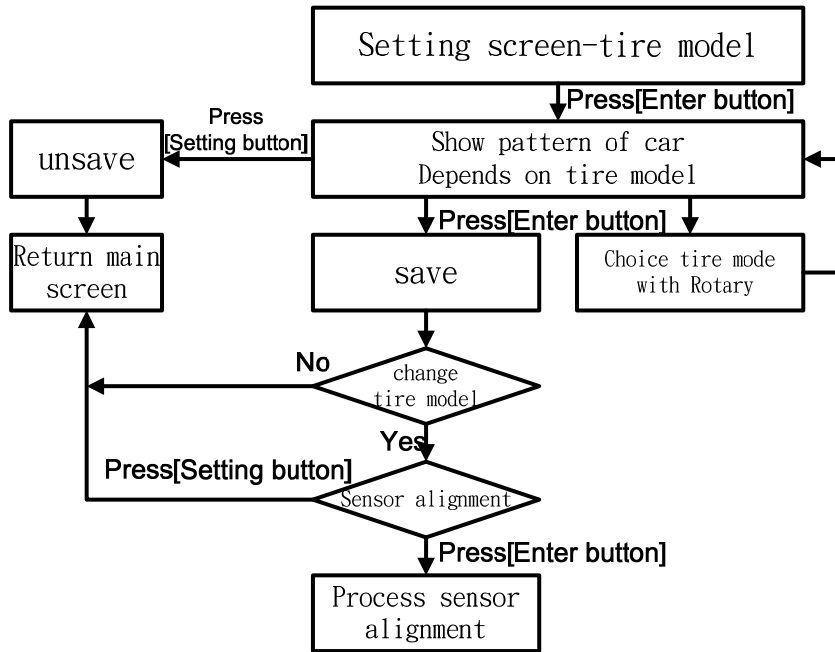 Setting screen-tire model
Press[Enter button]
Press
[Setting button]
unsave
Show pattern of car
Depends on tire model
Press[Enter button]
Return main
screen
save
Choice tire mode
with Rotary
No
change
tire model
Yes
Press[Setting button]
Sensor alignment
Press[Enter button]
Process sensor
alignment